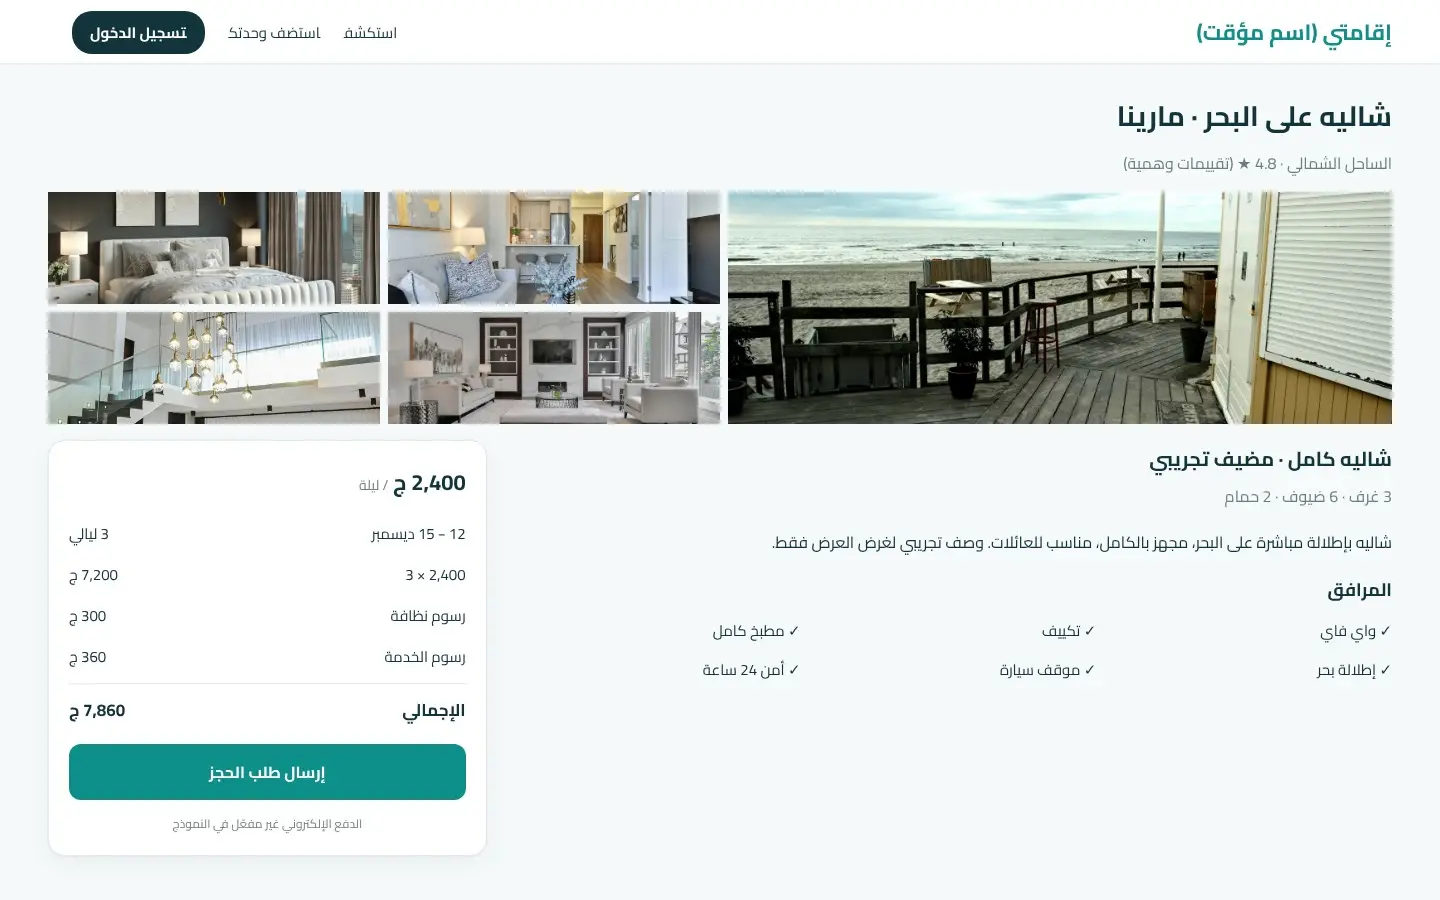 إقامتي (اسم مؤقت)
استكشف
استضف وحدتك
تسجيل الدخول
شاليه على البحر · مارينا
الساحل الشمالي · 4.8 ★ (تقييمات وهمية)
شاليه كامل · مضيف تجريبي
3 غرف · 6 ضيوف · 2 حمام
شاليه بإطلالة مباشرة على البحر، مجهز بالكامل، مناسب للعائلات. وصف تجريبي لغرض العرض فقط.
المرافق
✓ واي فاي
✓ تكييف
✓ مطبخ كامل
✓ إطلالة بحر
✓ موقف سيارة
✓ أمن 24 ساعة
2,400 ج / ليلة
12 – 15 ديسمبر
3 ليالي
2,400 × 3
7,200 ج
رسوم نظافة
300 ج
رسوم الخدمة
360 ج
الإجمالي
7,860 ج
إرسال طلب الحجز
الدفع الإلكتروني غير مفعّل في النموذج